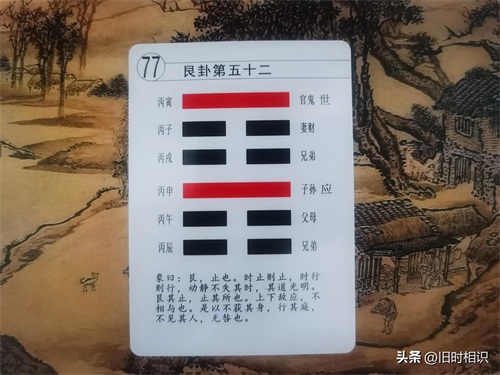 77 艮卦第五十二
丙寅 官鬼 世
丙子 妻财
丙戌 兄弟
丙申 子孙 应
丙午 父母
丙辰 兄弟
彖曰：艮，止也。时止则止，时行
则行，动静不失其时，其道光明。
艮其止，止其所也。上下敌应，不
相与也。是以不获其身，行其庭，
不见其人，无咎也。
头条 @旧时相识